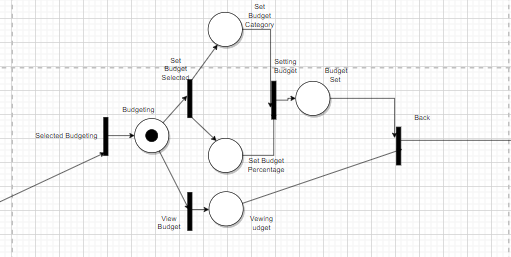 Set
Budget
Category
Set
Budget
Selected
Setting
Budget
Budget
Set
Budgeting
Back
Selected Budgeting
Set Budget
Percentage
View
Budget
Vewing
udget